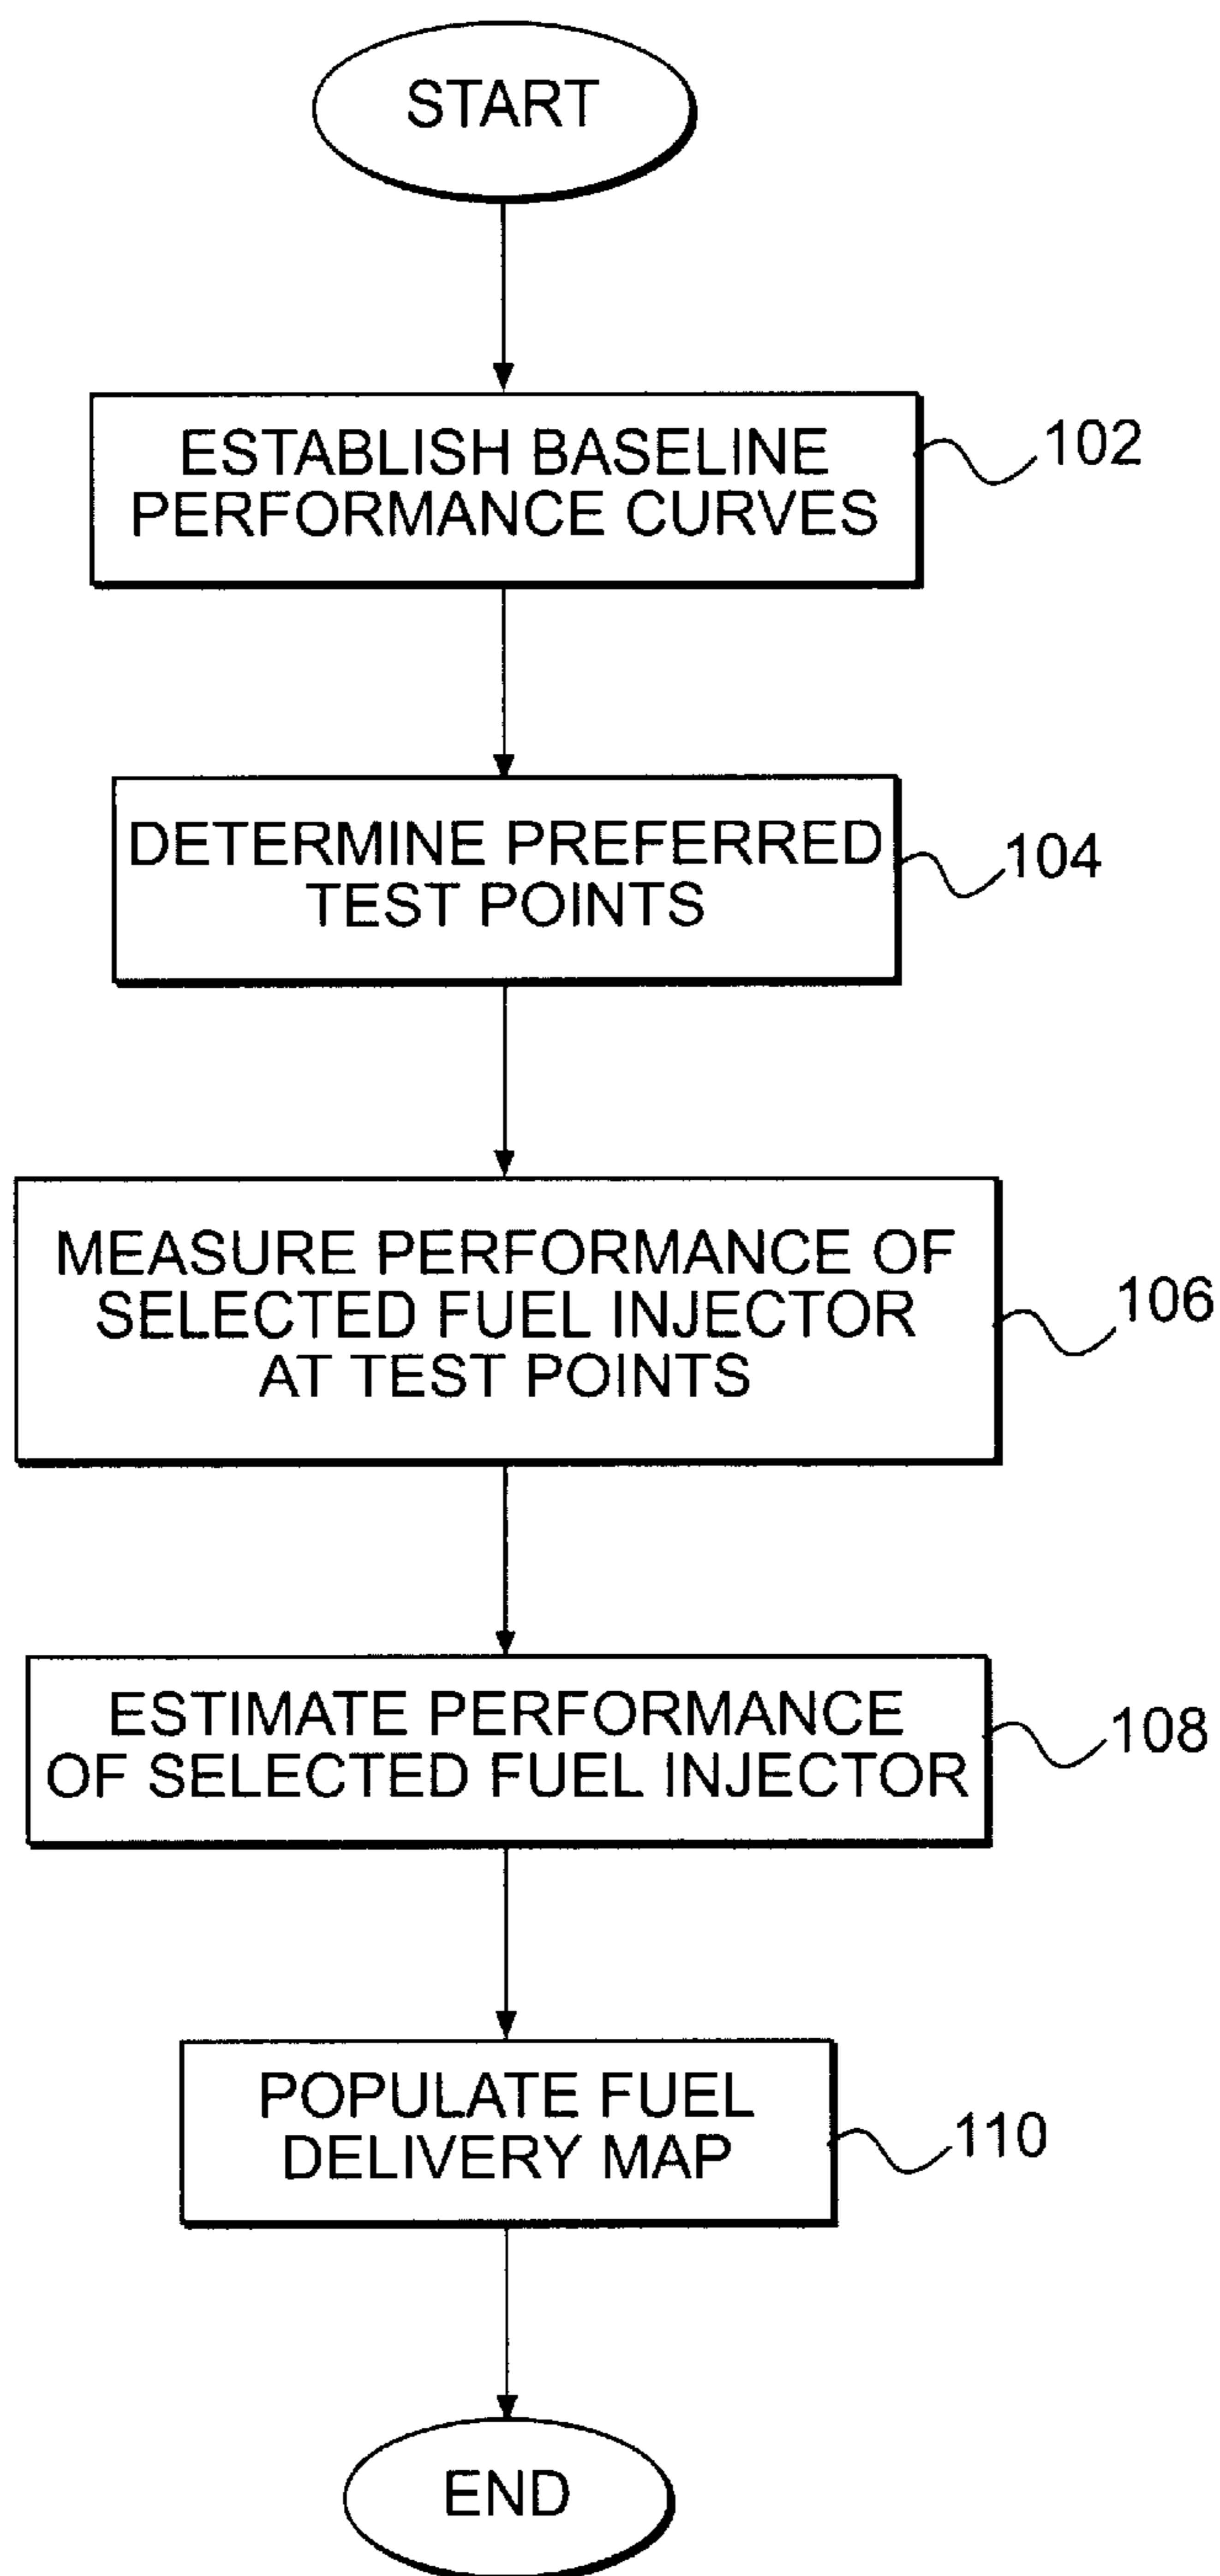 START
ESTABLISH BASELINE
PERFORMANCE CURVES
102
DETERMINE PREFERRED
TEST POINTS
104
MEASURE PERFORMANCE OF
SELECTED FUEL INJECTOR
AT TEST POINTS
106
ESTIMATE PERFORMANCE
OF SELECTED FUEL INJECTOR
108
POPULATE FUEL
DELIVERY MAP
110
END